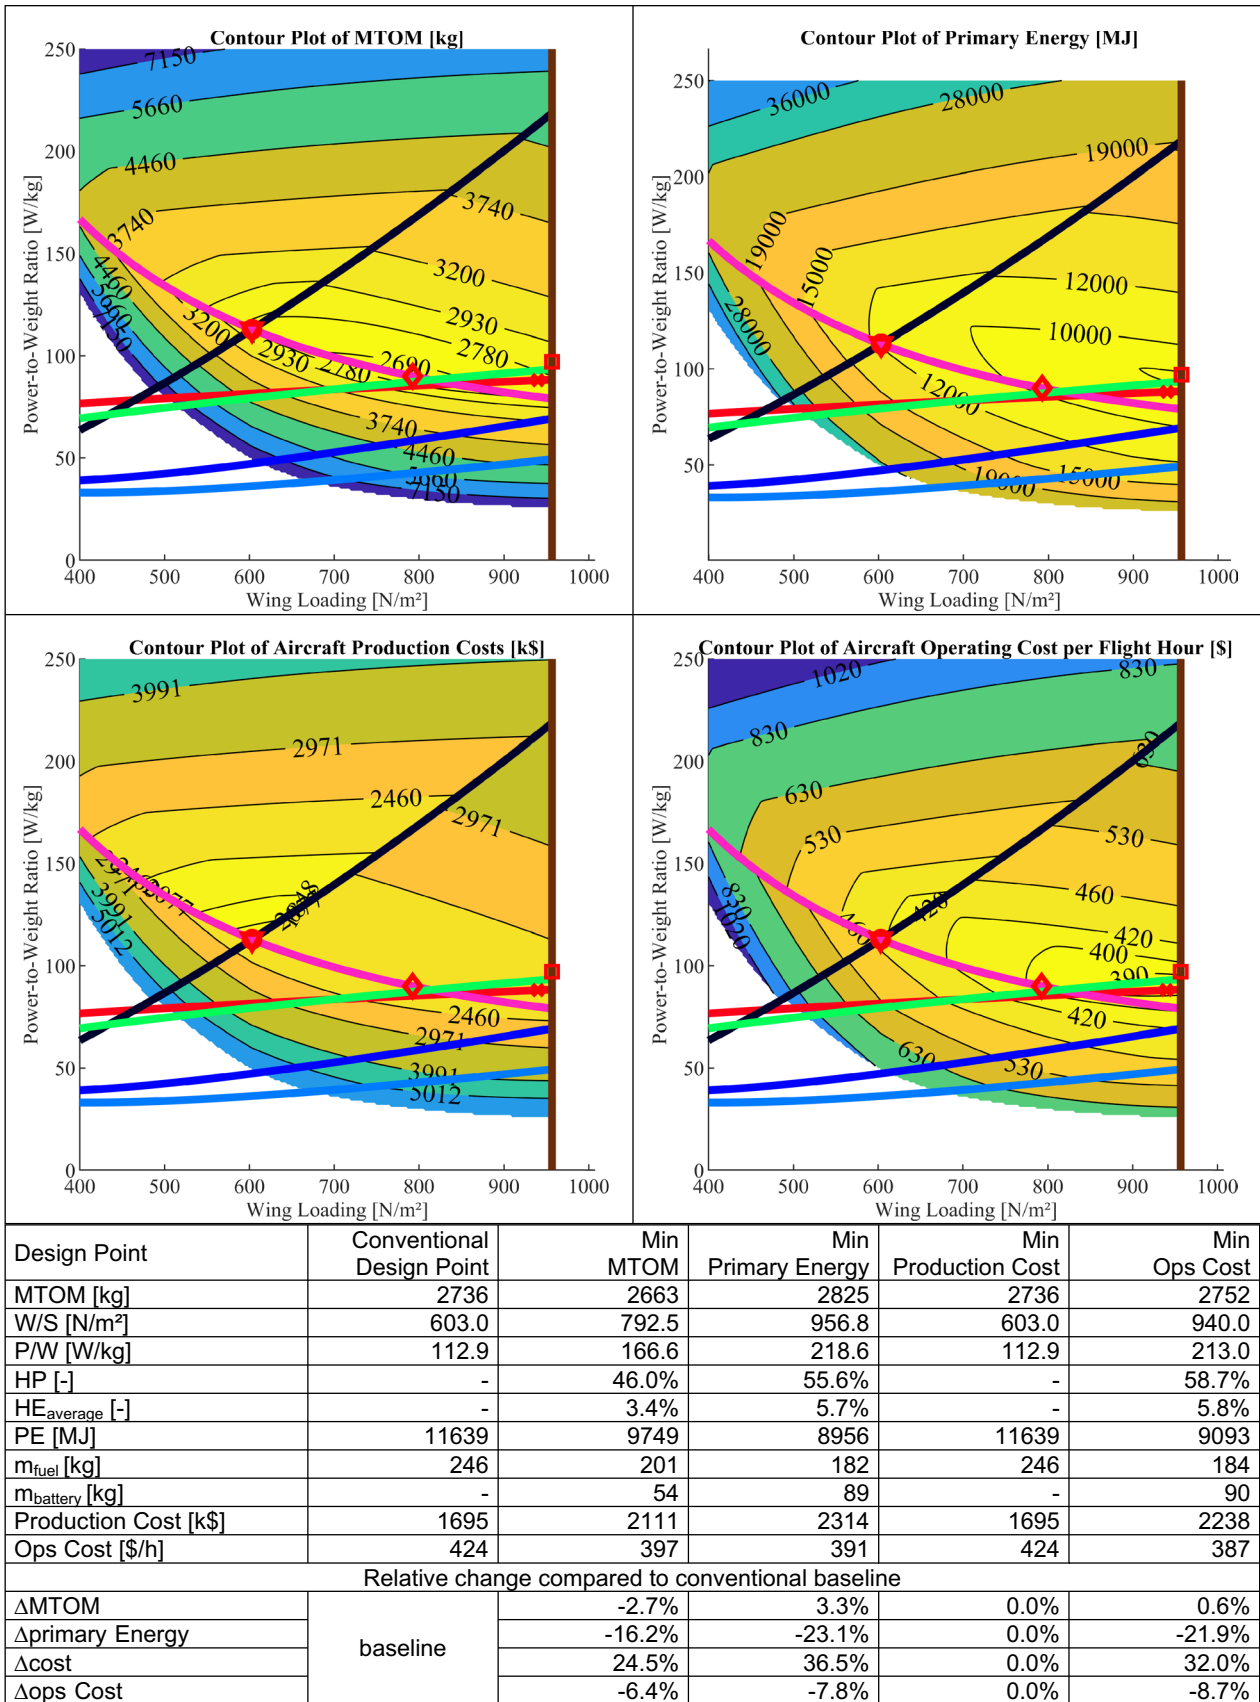 Contour Plot of MTOM [kg]
250
200
150
100
50
0
400 500 600 700 800 900 1000
Power-to-Weight Ratio [W/kg]
Wing Loading [N/m²]
7150
5660
4460
3740
3740
3200
2930
2780
2690
4460
5660
7150
3200
2930
2780
3740
4460
5660
7150
Contour Plot of Primary Energy [MJ]
250
200
150
100
50
400 500 600 700 800 900 1000
Power-to-Weight Ratio [W/kg]
Wing Loading [N/m²]
36000
28000
19000
19000
15000
12000
10000
28000
12000
19000
15000
Contour Plot of Aircraft Production Costs [k$]
250
200
150
100
50
0
400 500 600 700 800 900 1000
Power-to-Weight Ratio [W/kg]
Wing Loading [N/m²]
3991
2971
2460
2971
2971
2460
2077
3991
5012
2460
2971
3991
5012
Contour Plot of Aircraft Operating Cost per Flight Hour [$]
250
200
150
100
50
0
400 500 600 700 800 900 1000
Power-to-Weight Ratio [W/kg]
Wing Loading [N/m²]
1020
830
830
630
630
530
530
460
460
428
420
400
390
830
1020
420
630
530
Design Point Conventional Design Point Min MTOM Min Primary Energy Min Production Cost Min Ops Cost
MTOM [kg] 2736 2663 2825 2736 2752
W/S [N/m²] 603.0 792.5 956.8 603.0 940.0
P/W [W/kg] 112.9 166.6 218.6 112.9 213.0
HP [-] - 46.0% 55.6% - 58.7%
HEaverage [-] - 3.4% 5.7% - 5.8%
PE [MJ] 11639 9749 8956 11639 9093
mfuel [kg] 246 201 182 246 184
mbattery [kg] - 54 89 - 90
Production Cost [k$] 1695 2111 2314 1695 2238
Ops Cost [$/h] 424 397 391 424 387
Relative change compared to conventional baseline
ΔMTOM baseline -2.7% 3.3% 0.0% 0.6%
Δprimary Energy -16.2% -23.1% 0.0% -21.9%
Δcost 24.5% 36.5% 0.0% 32.0%
Δops Cost -6.4% -7.8% 0.0% -8.7%